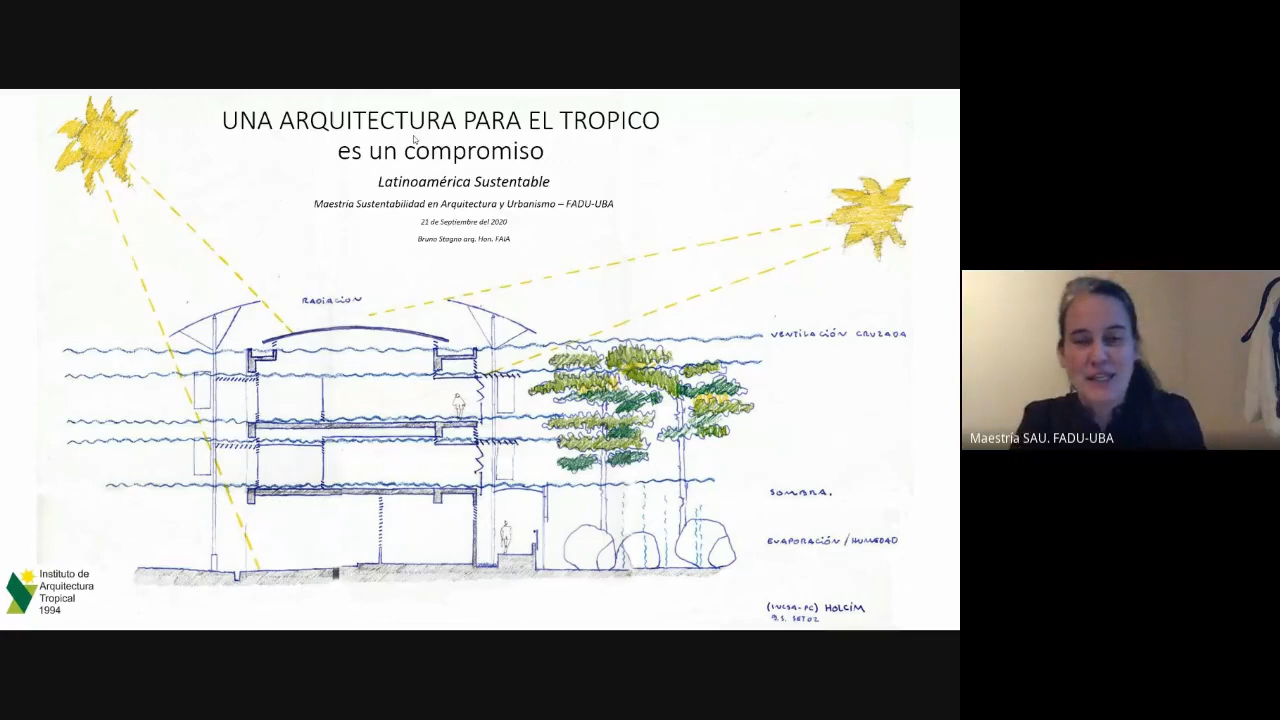 UNA ARQUITECTURA PARA EL TROPICO
es un compromiso
Latinoamérica Sustentable
Maestría Sustentabilidad en Arquitectura y Urbanismo – FADU-UBA
21 de Septiembre del 2020
Bruno Stagno arq. Hon. FAIA
RADIACION
VENTILACIÓN CRUZADA
SOMBRA.
EVAPORACIÓN / HUMEDAD
HOLCIM
Instituto de
Arquitectura
Tropical
1994
Maestría SAU. FADU-UBA